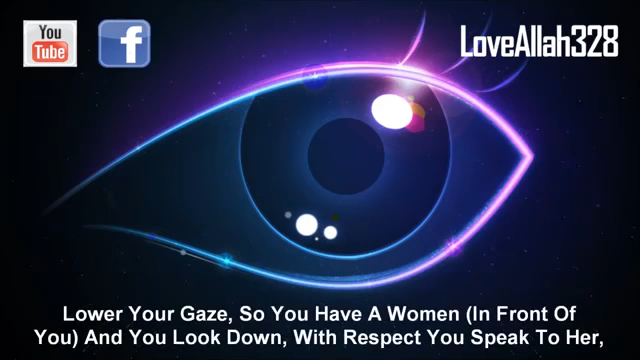 You
Tube
f
LoveAllah328
Lower Your Gaze, So You Have A Women (In Front Of
You) And You Look Down, With Respect You Speak To Her,